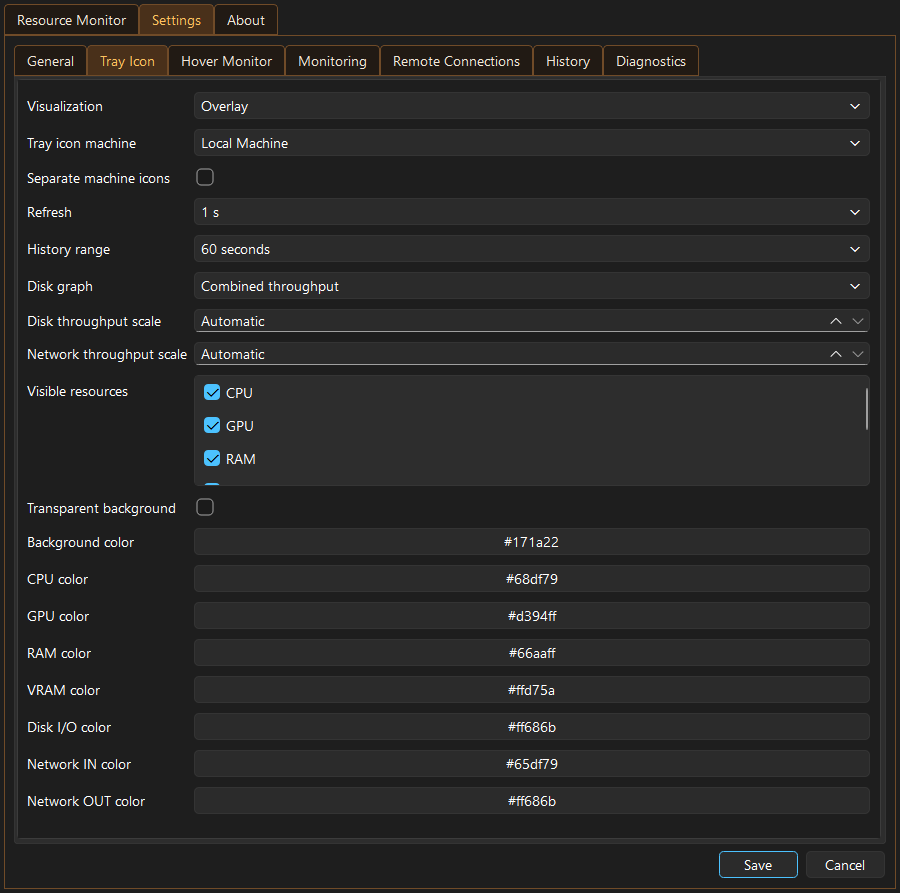 Resource Monitor Settings About
General Tray Icon Hover Monitor Monitoring Remote Connections History Diagnostics
Visualization Overlay
Tray icon machine Local Machine
Separate machine icons
Refresh 1 s
History range 60 seconds
Disk graph Combined throughput
Disk throughput scale Automatic
Network throughput scale Automatic
Visible resources CPU
GPU
RAM
Transparent background
Background color #171a22
CPU color #68df79
GPU color #d394ff
RAM color #66aaff
VRAM color #ffd75a
Disk I/O color #ff686b
Network IN color #65df79
Network OUT color #ff686b
Save Cancel